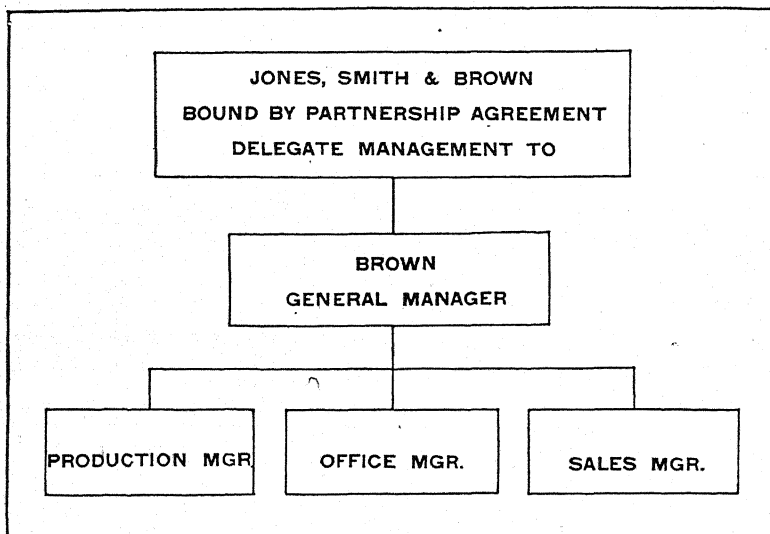 JONES, SMITH & BROWN
BOUND BY PARTNERSHIP AGREEMENT
DELEGATE MANAGEMENT TO
BROWN
GENERAL MANAGER
PRODUCTION MGR
OFFICE MGR.
SALES MGR.